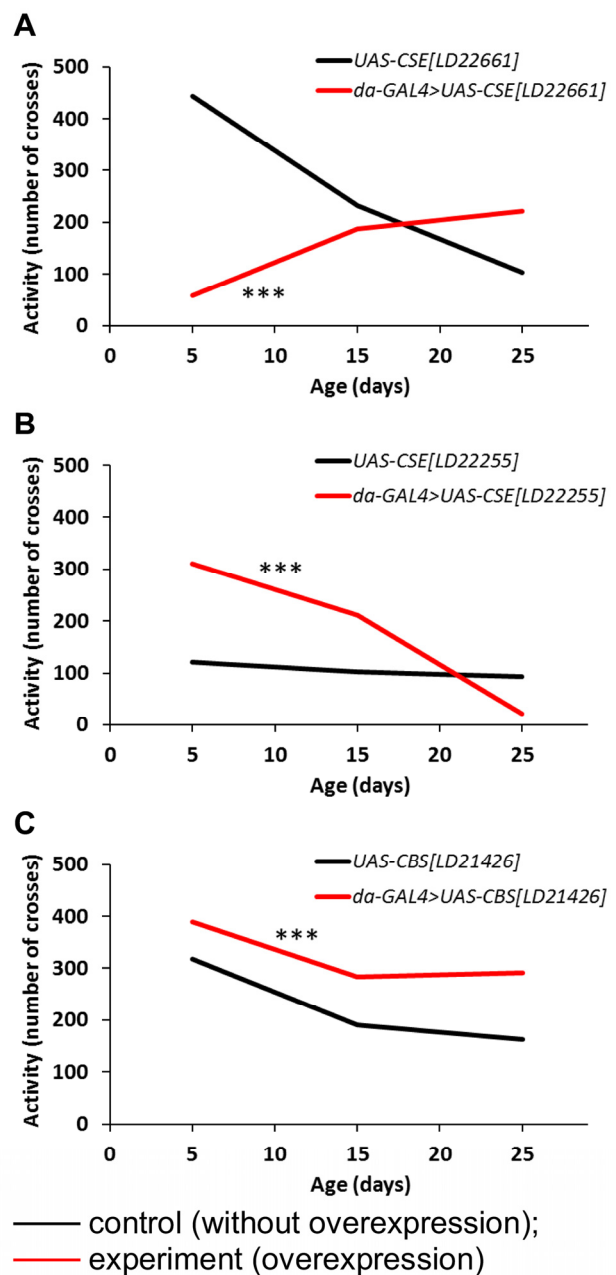 A
UAS-CSE[LD22661]
da-GAL4>UAS-CSE[LD22661]
Activity (number of crosses)
500
400
300
200
100
0
***
0 5 10 15 20 25
Age (days)
B
UAS-CSE[LD22255]
da-GAL4>UAS-CSE[LD22255]
Activity (number of crosses)
500
400
300
200
100
0
***
0 5 10 15 20 25
Age (days)
C
UAS-CBS[LD21426]
da-GAL4>UAS-CBS[LD21426]
Activity (number of crosses)
500
400
300
200
100
0
***
0 5 10 15 20 25
Age (days)
control (without overexpression);
experiment (overexpression)